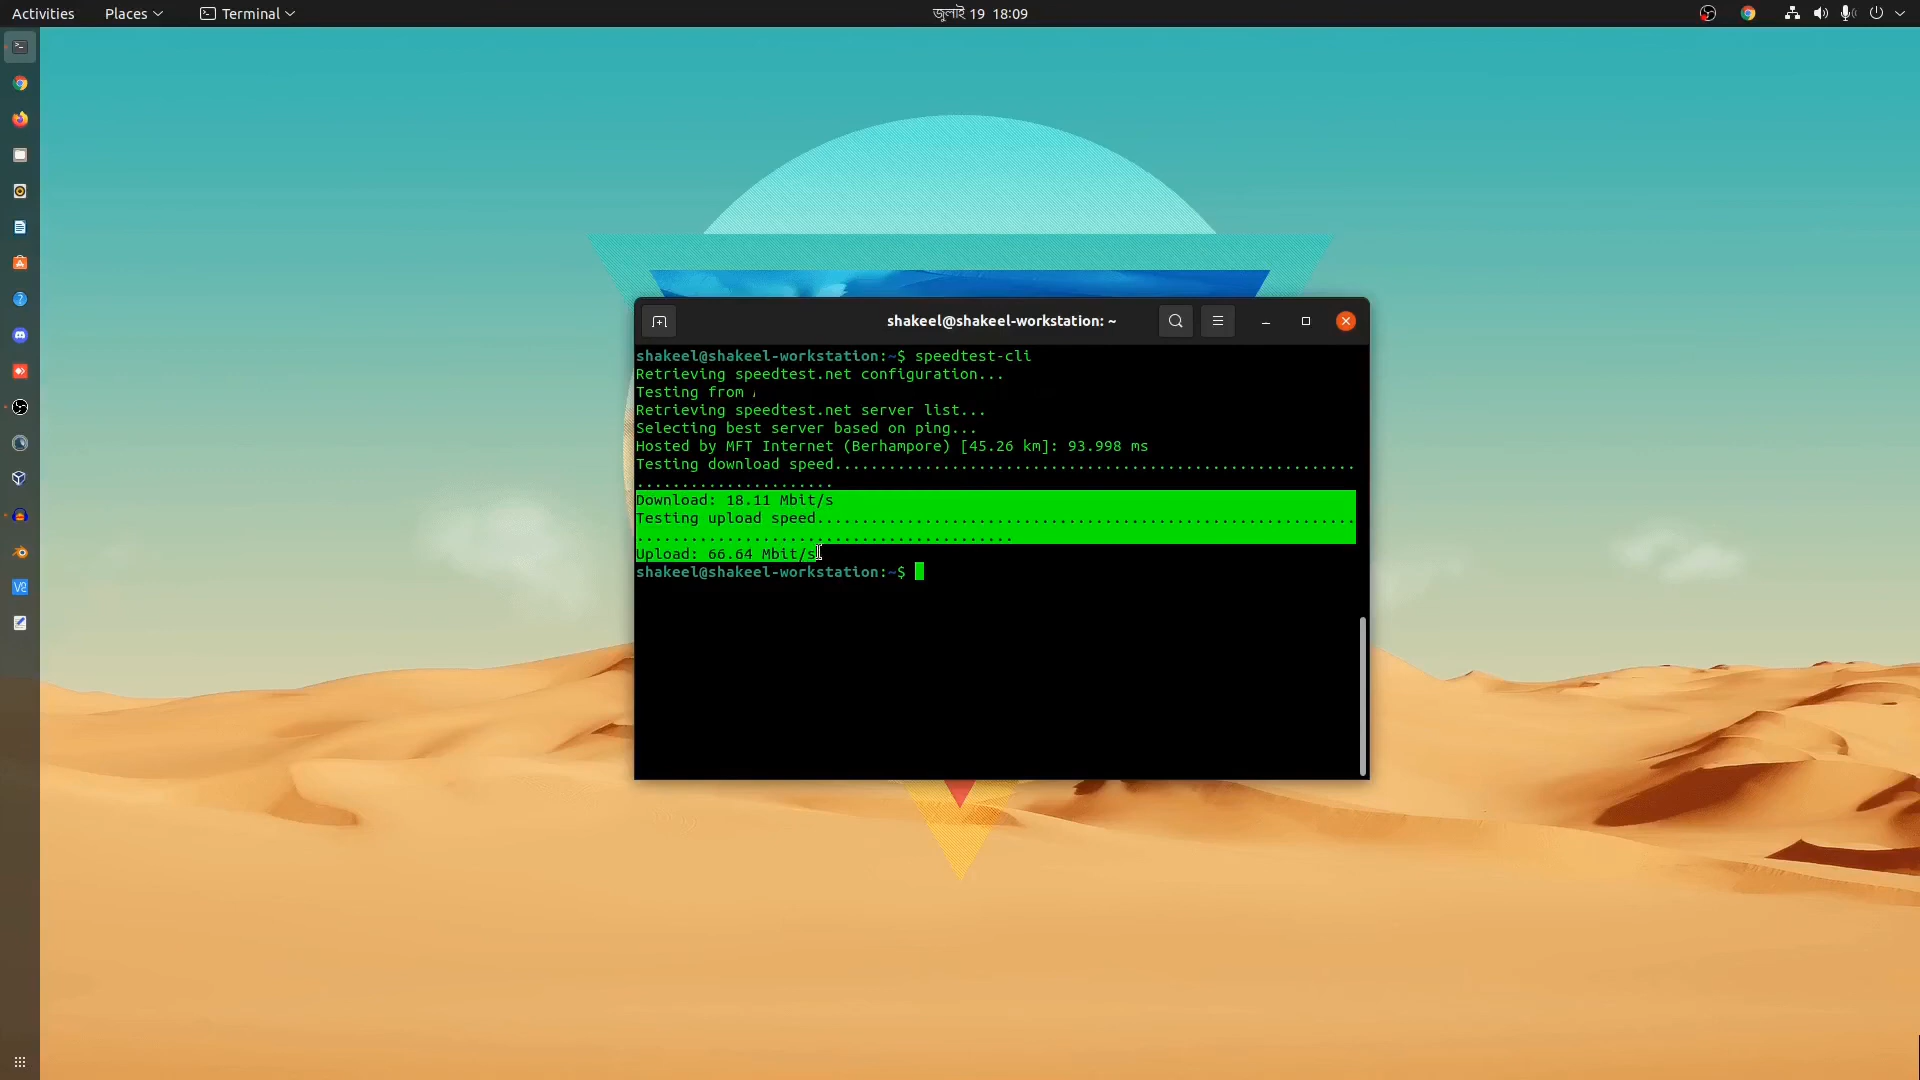 Activities Places Terminal জুলাই 19 18:09
shakeel@shakeel-workstation: ~
shakeel@shakeel-workstation:~$ speedtest-cli
Retrieving speedtest.net configuration...
Testing from
Retrieving speedtest.net server list...
Selecting best server based on ping...
Hosted by MFT Internet (Berhampore) [45.26 km]: 93.998 ms
Testing download speed..........................................................
......................
Download: 18.11 Mbit/s
Testing upload speed............................................................
..........................................
Upload: 66.64 Mbit/s
shakeel@shakeel-workstation:~$